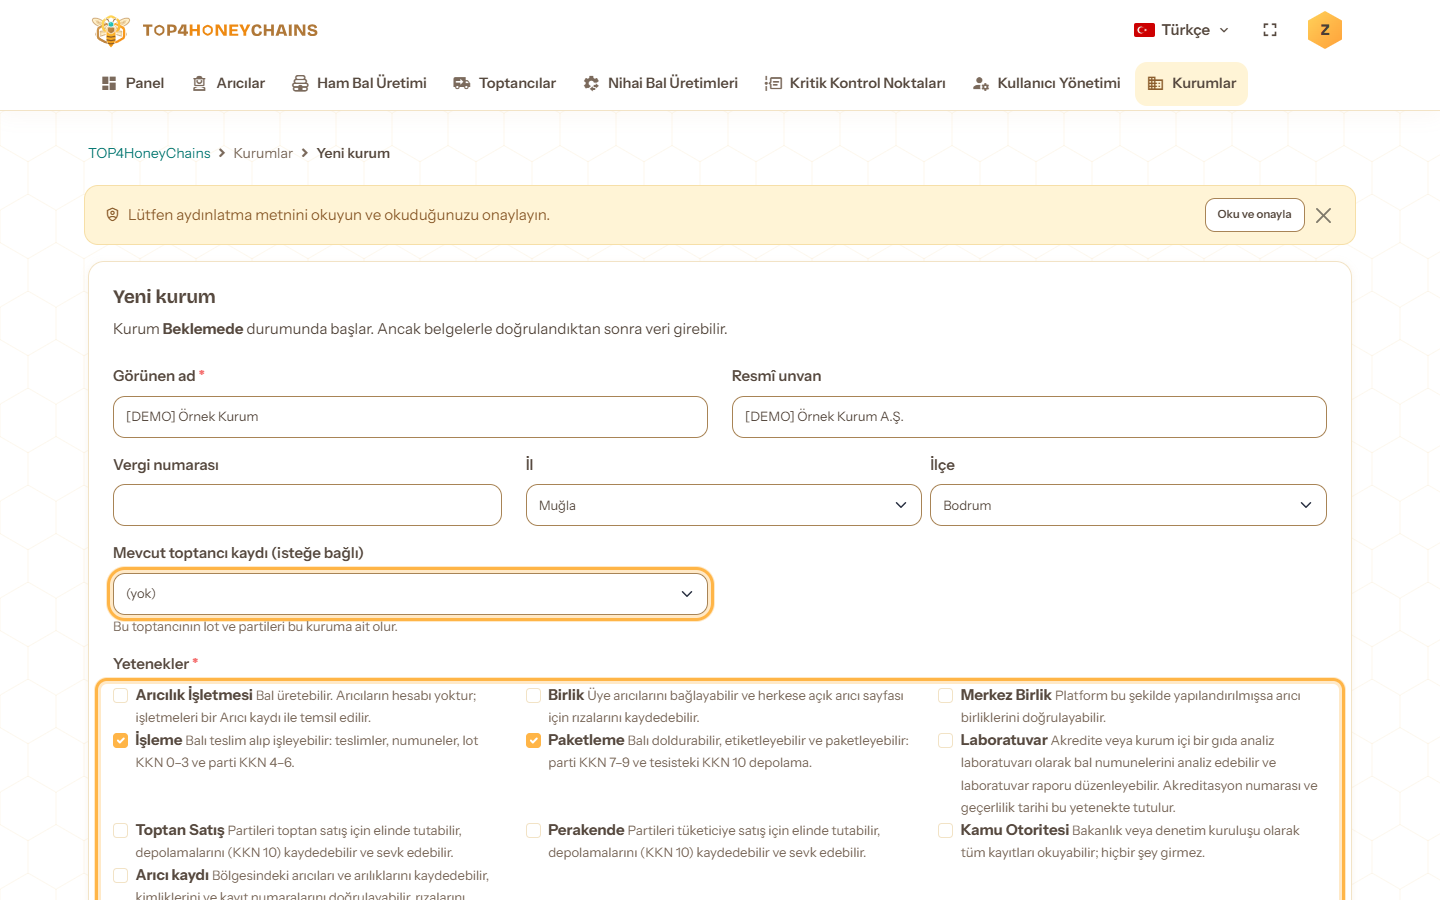 TOP4HONEYCHAINS
Türkçe
Z
Panel
Arıcılar
Ham Bal Üretimi
Toptancılar
Nihai Bal Üretimleri
Kritik Kontrol Noktaları
Kullanıcı Yönetimi
Kurumlar
TOP4HoneyChains > Kurumlar > Yeni kurum
Lütfen aydınlatma metnini okuyun ve okuduğunuzu onaylayın.
Oku ve onayla
Yeni kurum
Kurum Beklemede durumunda başlar. Ancak belgelerle doğrulandıktan sonra veri girebilir.
Görünen ad *
Resmî unvan
[DEMO] Örnek Kurum
[DEMO] Örnek Kurum A.Ş.
Vergi numarası
İl
İlçe
Muğla
Bodrum
Mevcut toptancı kaydı (isteğe bağlı)
(yok)
Bu toptancının lot ve partileri bu kuruma ait olur.
Yetenekler *
Arıcılık İşletmesi Bal üretebilir. Arıcıların hesabı yoktur;
işletmeleri bir Arıcı kaydı ile temsil edilir.
Birlik Üye arıcılarını bağlayabilir ve herkese açık arıcı sayfası
için rızalarını kaydedebilir.
Merkez Birlik Platform bu şekilde yapılandırılmışsa arıcı
birliklerini doğrulayabilir.
İşleme Balı teslim alıp işleyebilir: teslimler, numuneler, lot
KKN 0–3 ve parti KKN 4–6.
Paketleme Balı doldurabilir, etiketleyebilir ve paketleyebilir:
parti KKN 7–9 ve tesisteki KKN 10 depolama.
Laboratuvar Akredite veya kurum içi bir gıda analiz
laboratuvarı olarak bal numunelerini analiz edebilir ve
laboratuvar raporu düzenleyebilir. Akreditasyon numarası ve
geçerlilik tarihi bu yetenekte tutulur.
Toptan Satış Partileri toptan satış için elinde tutabilir,
depolamalarını (KKN 10) kaydedebilir ve sevk edebilir.
Perakende Partileri tüketiciye satış için elinde tutabilir,
depolamalarını (KKN 10) kaydedebilir ve sevk edebilir.
Kamu Otoritesi Bakanlık veya denetim kuruluşu olarak
tüm kayıtları okuyabilir; hiçbir şey girmez.
Arıcı kaydı Bölgesindeki arıcıları ve arılıklarını kaydedebilir,
kimliklerini ve kayıt numaralarını doğrulayabilir, rızalarını